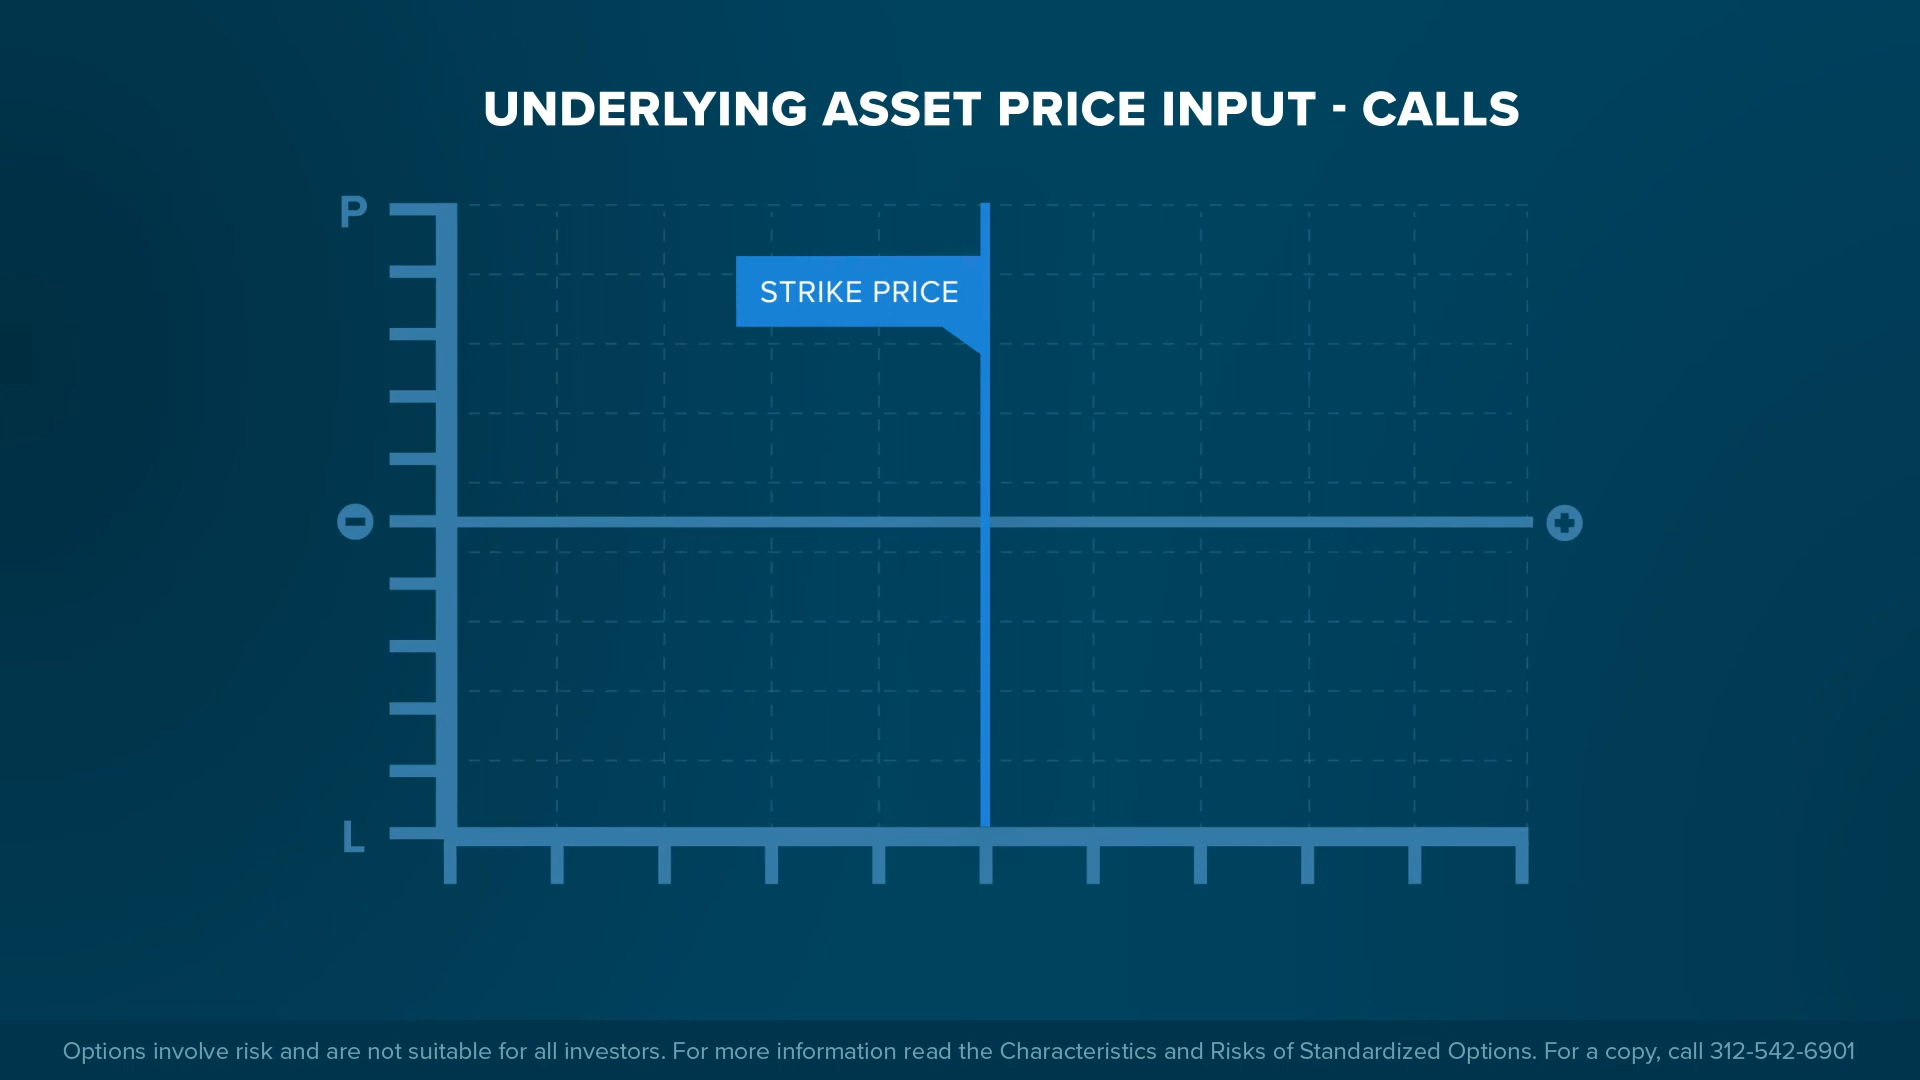 UNDERLYING ASSET PRICE INPUT - CALLS
P
STRIKE PRICE
L
Options involve risk and are not suitable for all investors. For more information read the Characteristics and Risks of Standardized Options. For a copy, call 312-542-6901